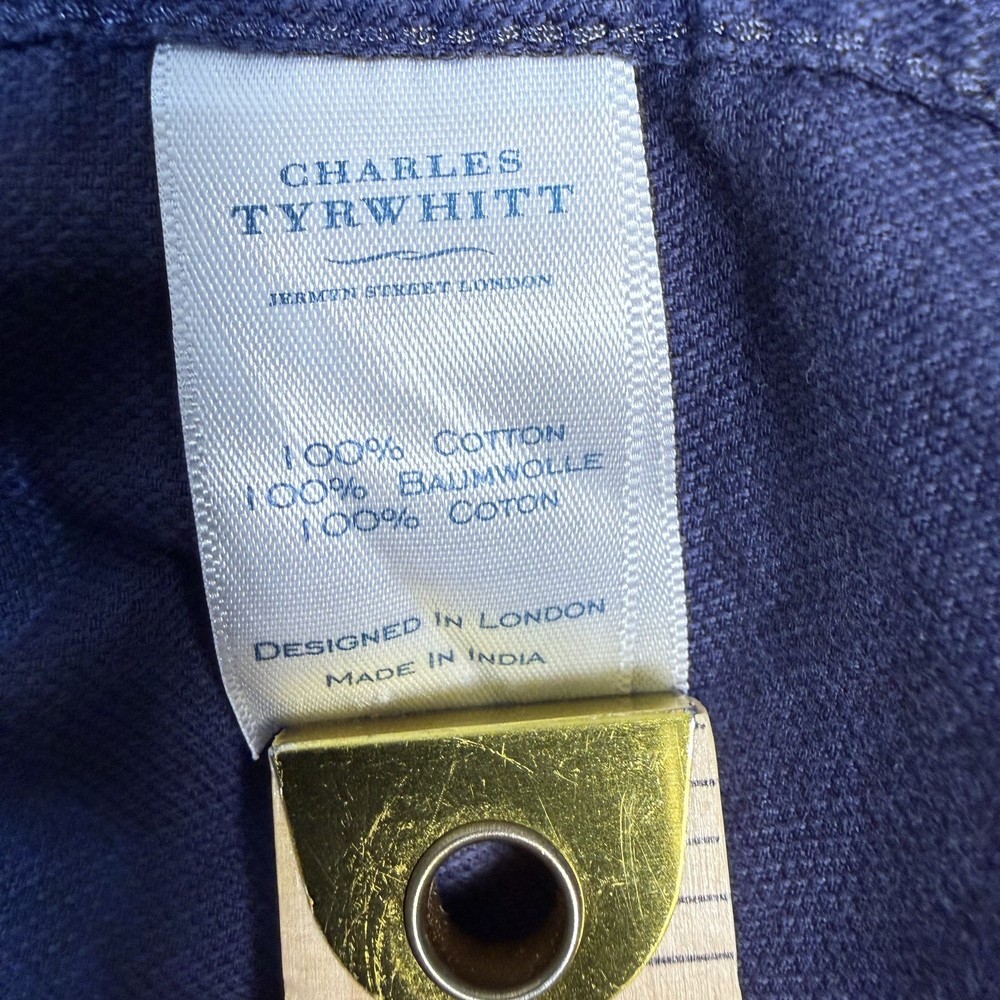 CHARLES
TYRWHITT
JERMYN STREET LONDON
100% COTTON
100% BAUMWOLLE
100% COTON
DESIGNED IN LONDON
MADE IN INDIA